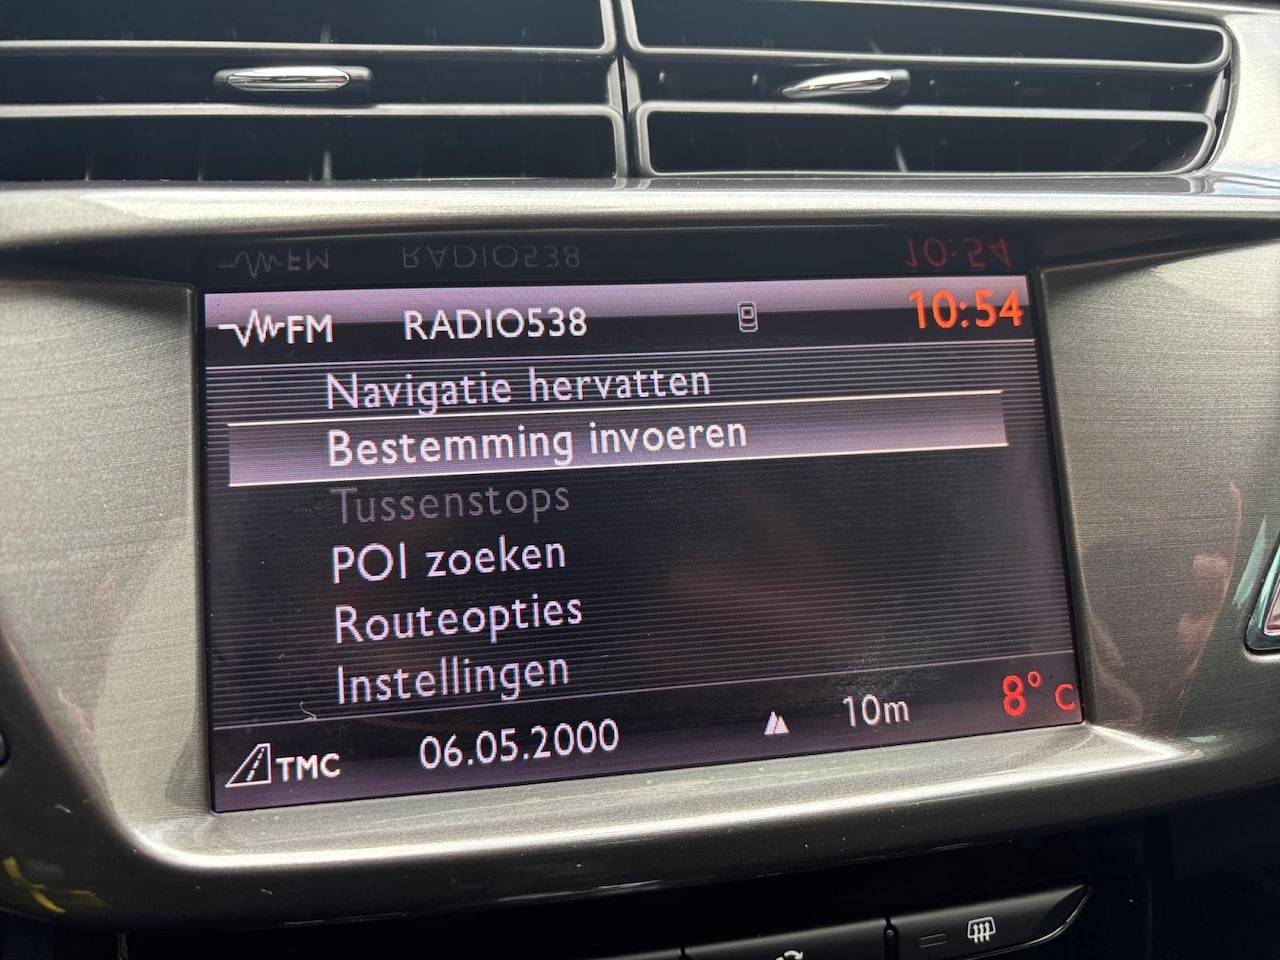 FM RADIO538 10:54
Navigatie hervatten
Bestemming invoeren
Tussenstops
POI zoeken
Routeopties
Instellingen
TMC 06.05.2000 10m 8° C